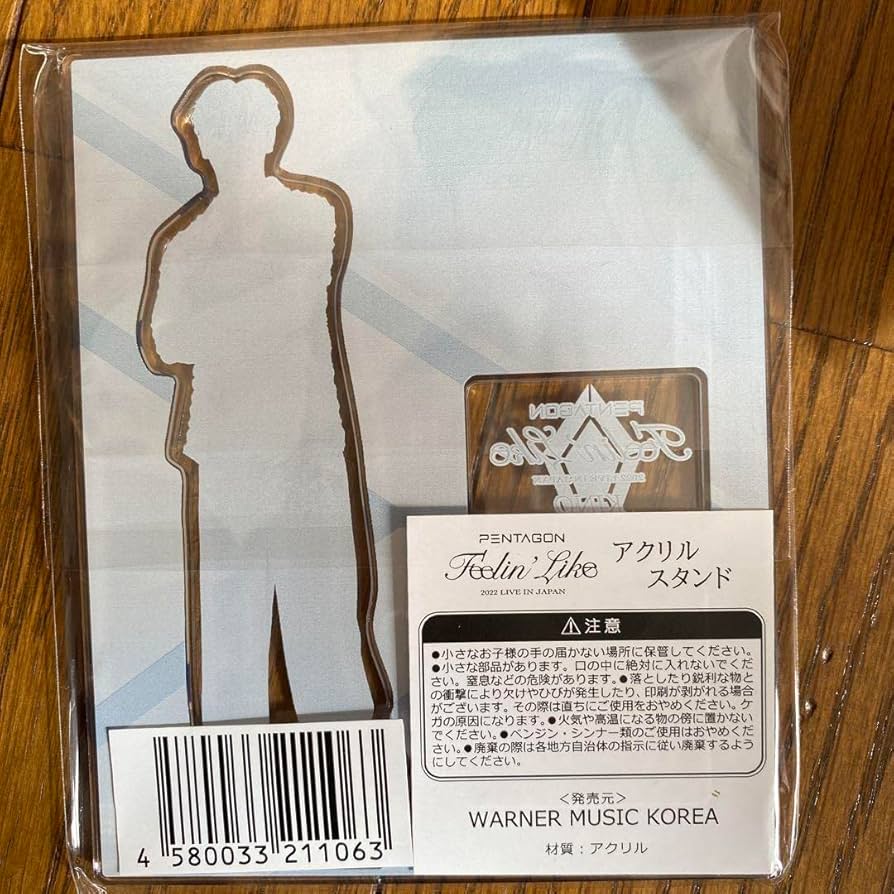 PENTAGON
Feelin' Like
2022 LIVE IN JAPAN
KINO
PENTAGON
Feelin' Like
2022 LIVE IN JAPAN
アクリル
スタンド
⚠注意
●小さなお子様の手の届かない場所に保管してください。
●小さな部品があります。口の中に絶対に入れないでくだ
さい。窒息などの危険があります。●落としたり鋭利な物と
の衝撃により欠けやひびが発生したり、印刷が剥がれる場合
がございます。その際は直ちにご使用をおやめください。ケ
ガの原因になります。●火気や高温になる物の傍に置かない
でください。●ベンジン・シンナー類のご使用はおやめくだ
さい。●廃棄の際は各地方自治体の指示に従い廃棄するよう
にしてください。
＜発売元＞
WARNER MUSIC KOREA
材質：アクリル
4 580033 211063